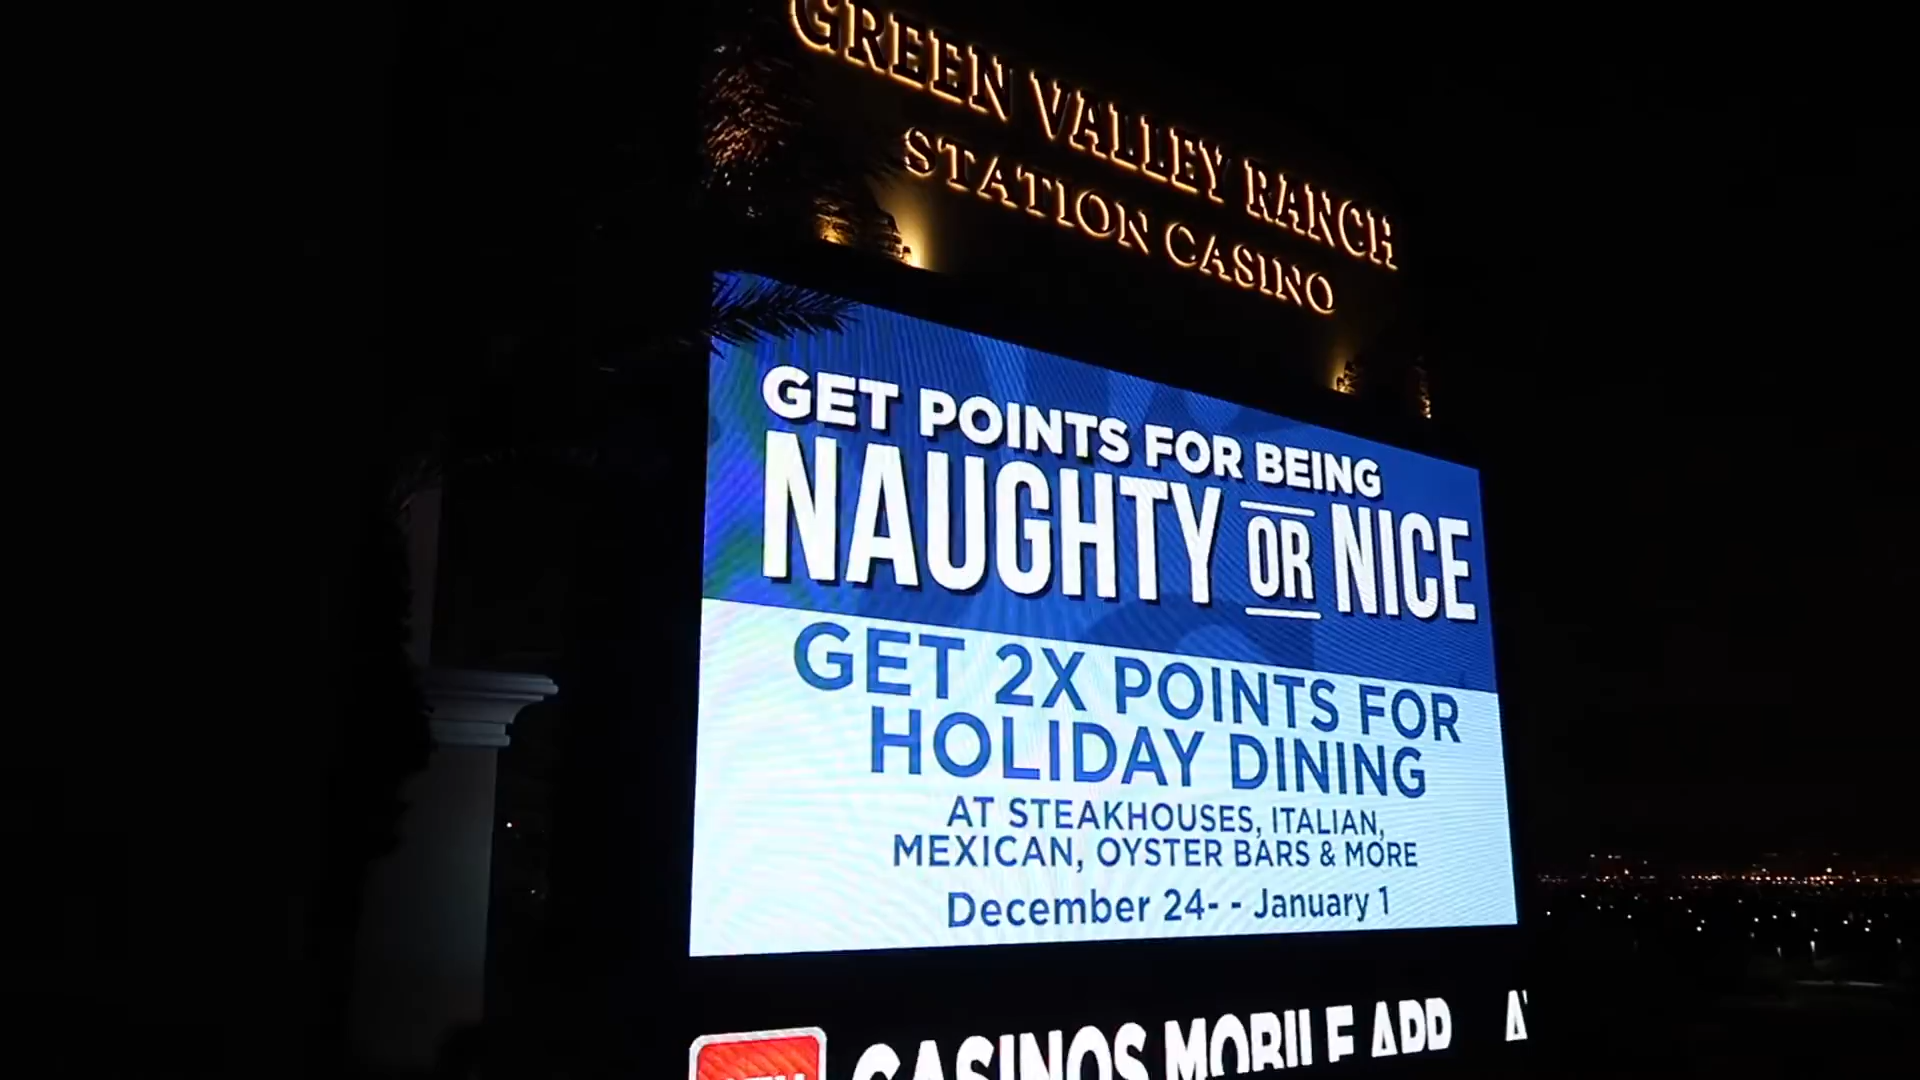 GREEN VALLEY RANCH
STATION CASINO
GET POINTS FOR BEING
NAUGHTY OR NICE
GET 2X POINTS FOR
HOLIDAY DINING
AT STEAKHOUSES, ITALIAN,
MEXICAN, OYSTER BARS & MORE
December 24- - January 1
CASINOS MOBILE APP